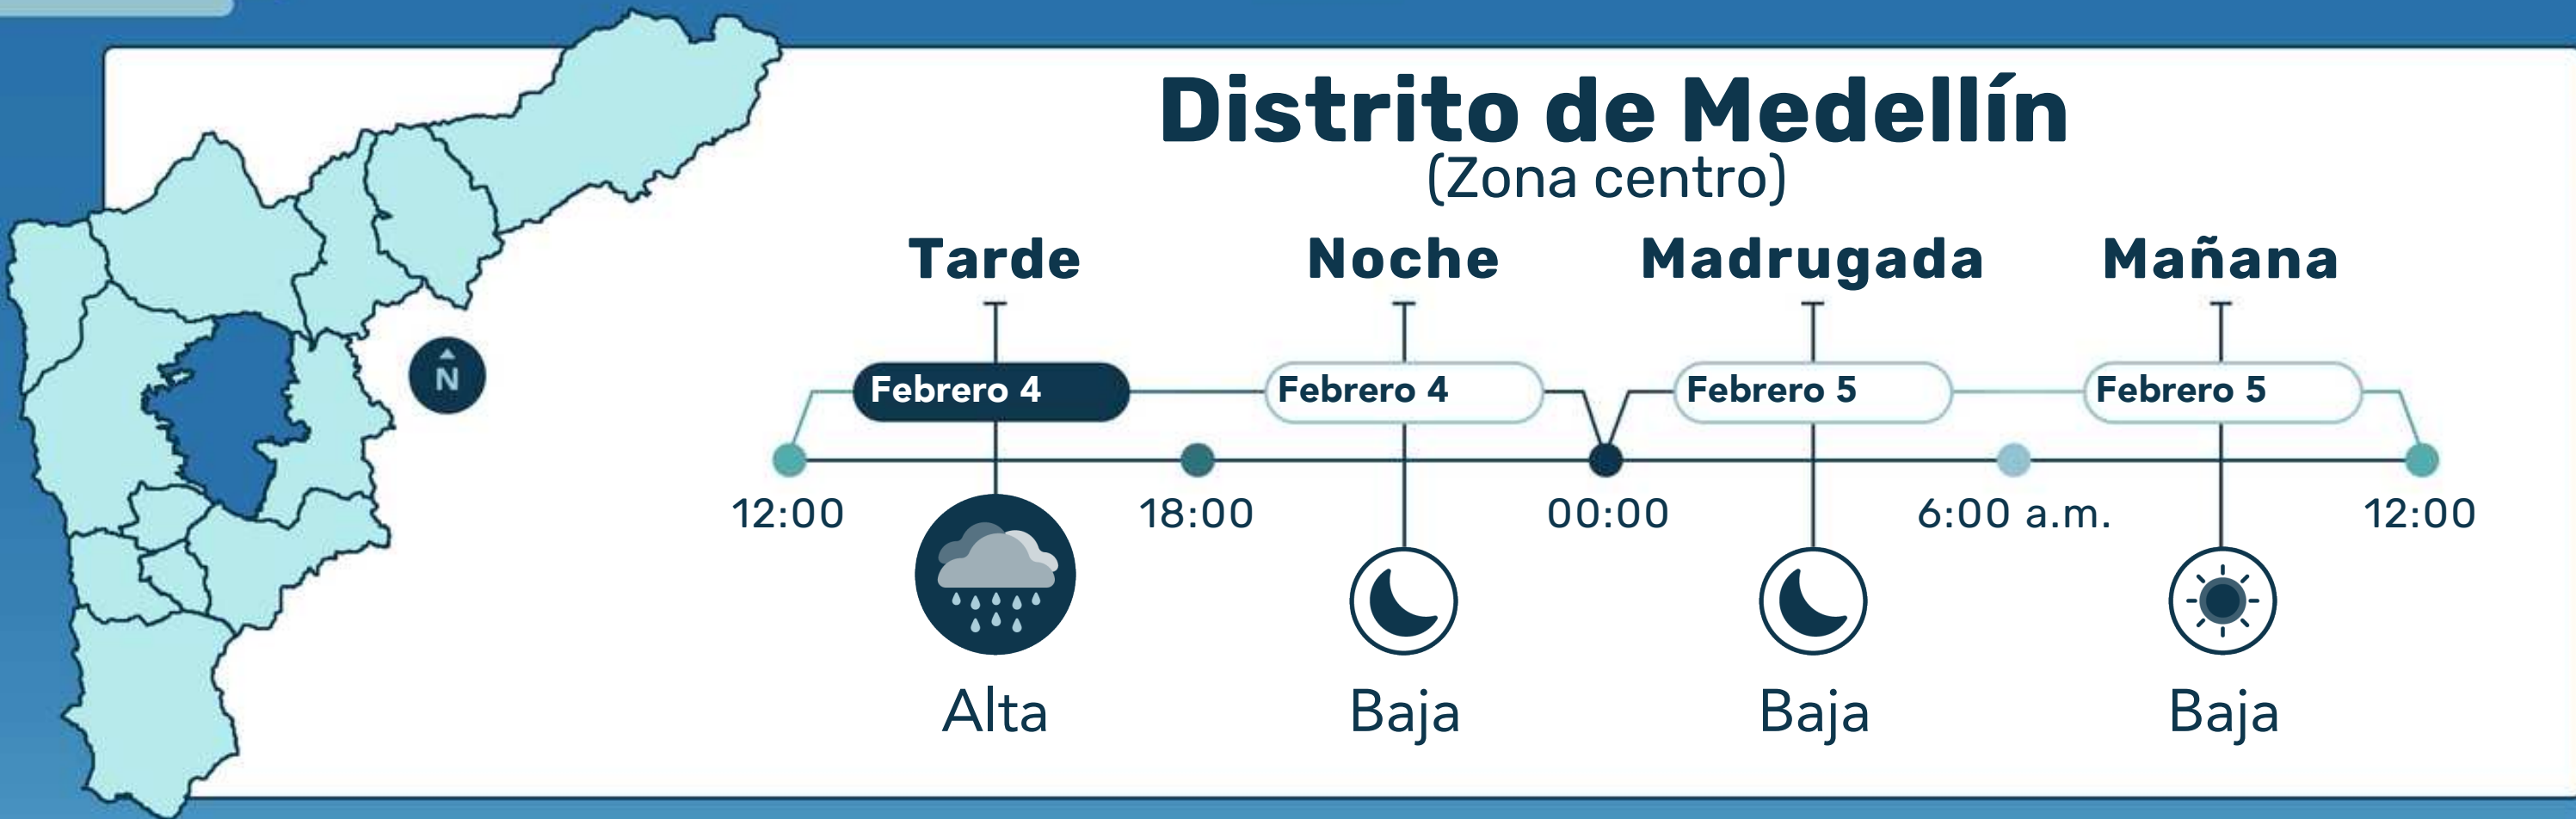 Distrito de Medellín
(Zona centro)
Tarde Noche Madrugada Mañana
Febrero 4 Febrero 4 Febrero 5 Febrero 5
N
12:00 18:00 00:00 6:00 a.m. 12:00
Alta Baja Baja Baja